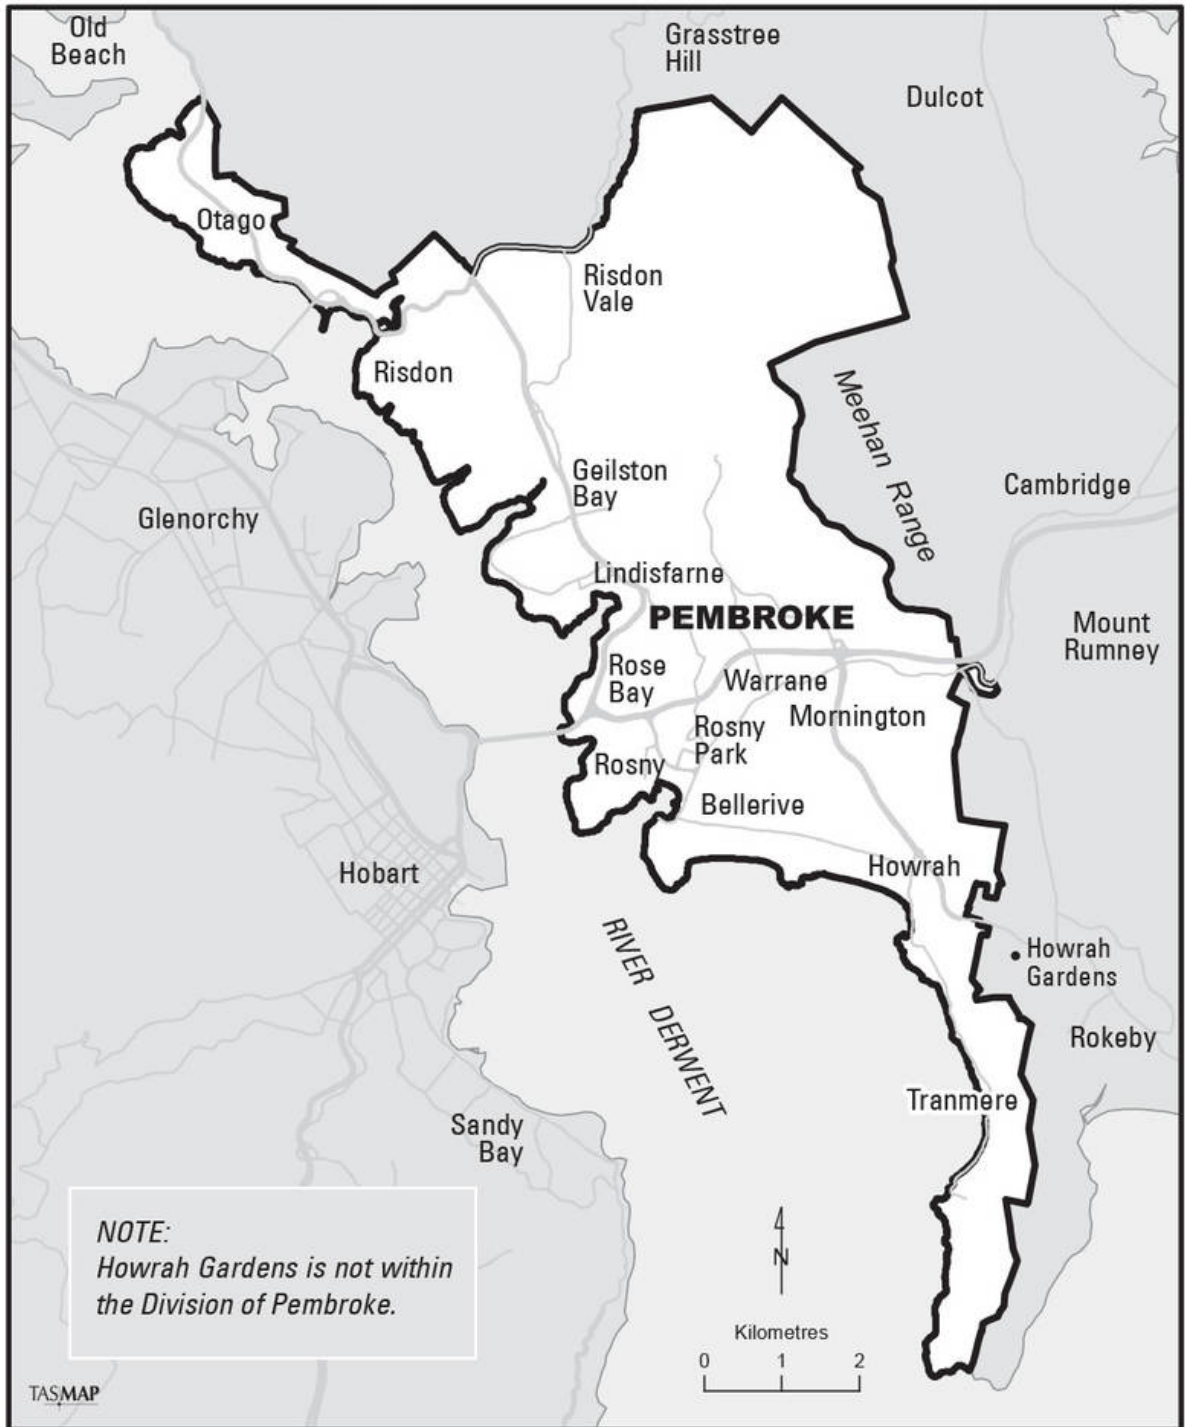 Old
Beach
Grasstree
Hill
Dulcot
Otago
Risdon
Vale
Risdon
Meehan Range
Geilston
Bay
Cambridge
Glenorchy
Lindisfarne
PEMBROKE
Mount
Rumney
Rose
Bay
Warrane
Mornington
Rosny
Park
Rosny
Bellerive
Hobart
Howrah
RIVER DERWENT
Howrah
Gardens
Rokeby
Tranmere
Sandy
Bay
NOTE:
Howrah Gardens is not within
the Division of Pembroke.
N
Kilometres
0 1 2
TASMAP